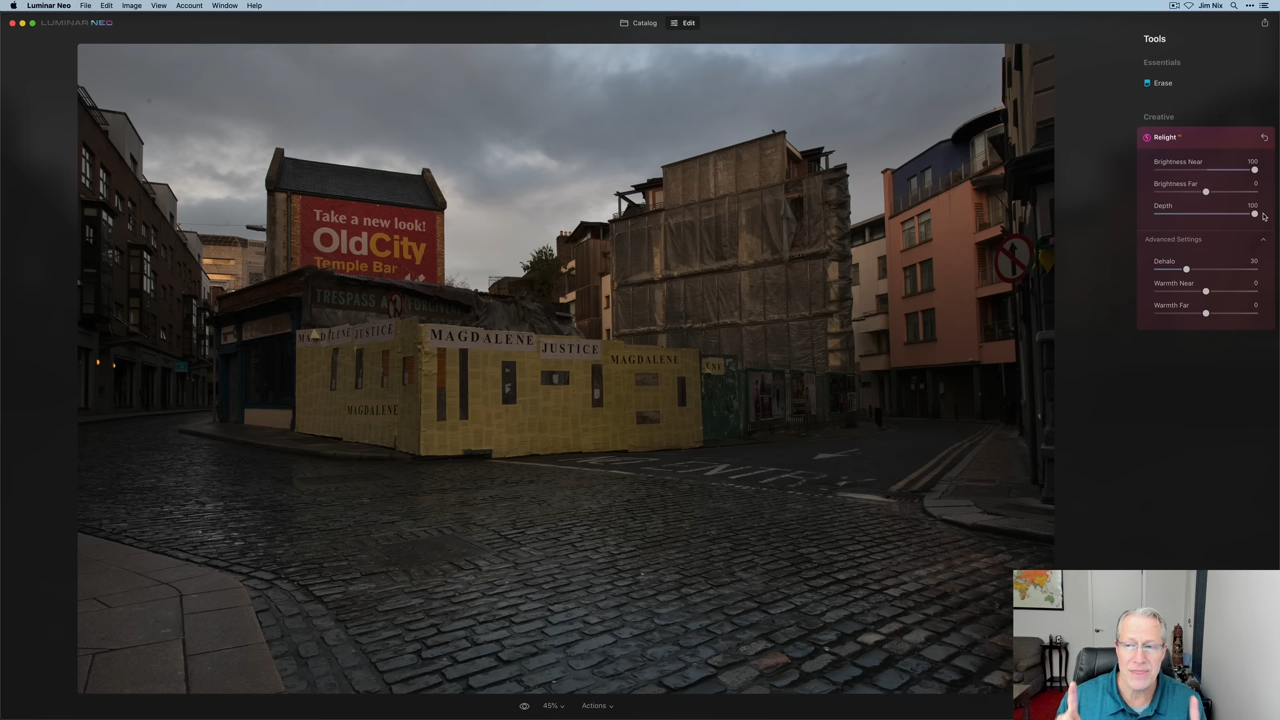 Luminar Neo File Edit Image View Account Window Help Jim Nix
LUMINAR NEO Catalog Edit
Tools
Essentials
Erase
Creative
Relight
Brightness Near 100
Brightness Far 0
Depth 100
Advanced Settings
Dehalo 30
Warmth Near 0
Warmth Far 0
Take a new look!
OldCity
Temple Bar
TRESPASS
MAGDALENE JUSTICE
MAGDALENE
JUSTICE
MAGDALENE
MAGDALENE
ENTRY
45% Actions